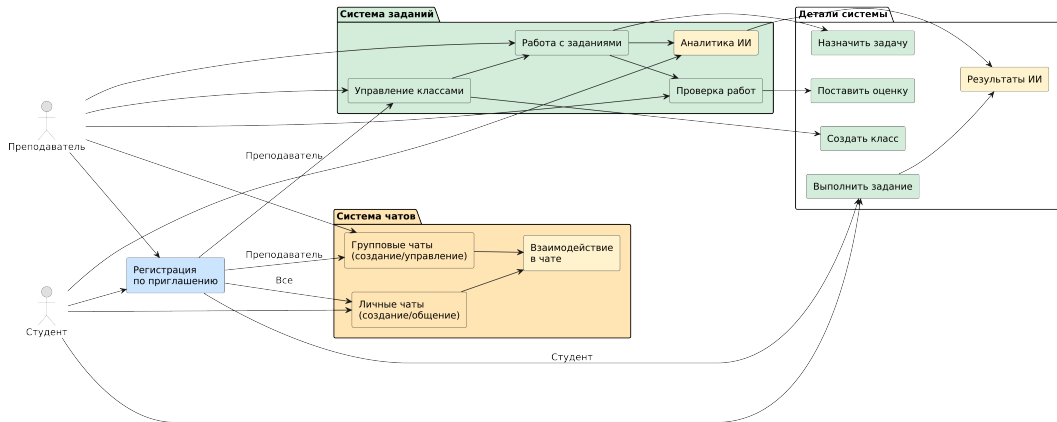 Система заданий
Детали системы
Работа с заданиями
Аналитика ИИ
Назначить задачу
Результаты ИИ
Управление классами
Проверка работ
Поставить оценку
Преподаватель
Преподаватель
Создать класс
Выполнить задание
Система чатов
Групповые чаты
(создание/управление)
Взаимодействие
в чате
Преподаватель
Регистрация
по приглашению
Все
Личные чаты
(создание/общение)
Студент
Студент